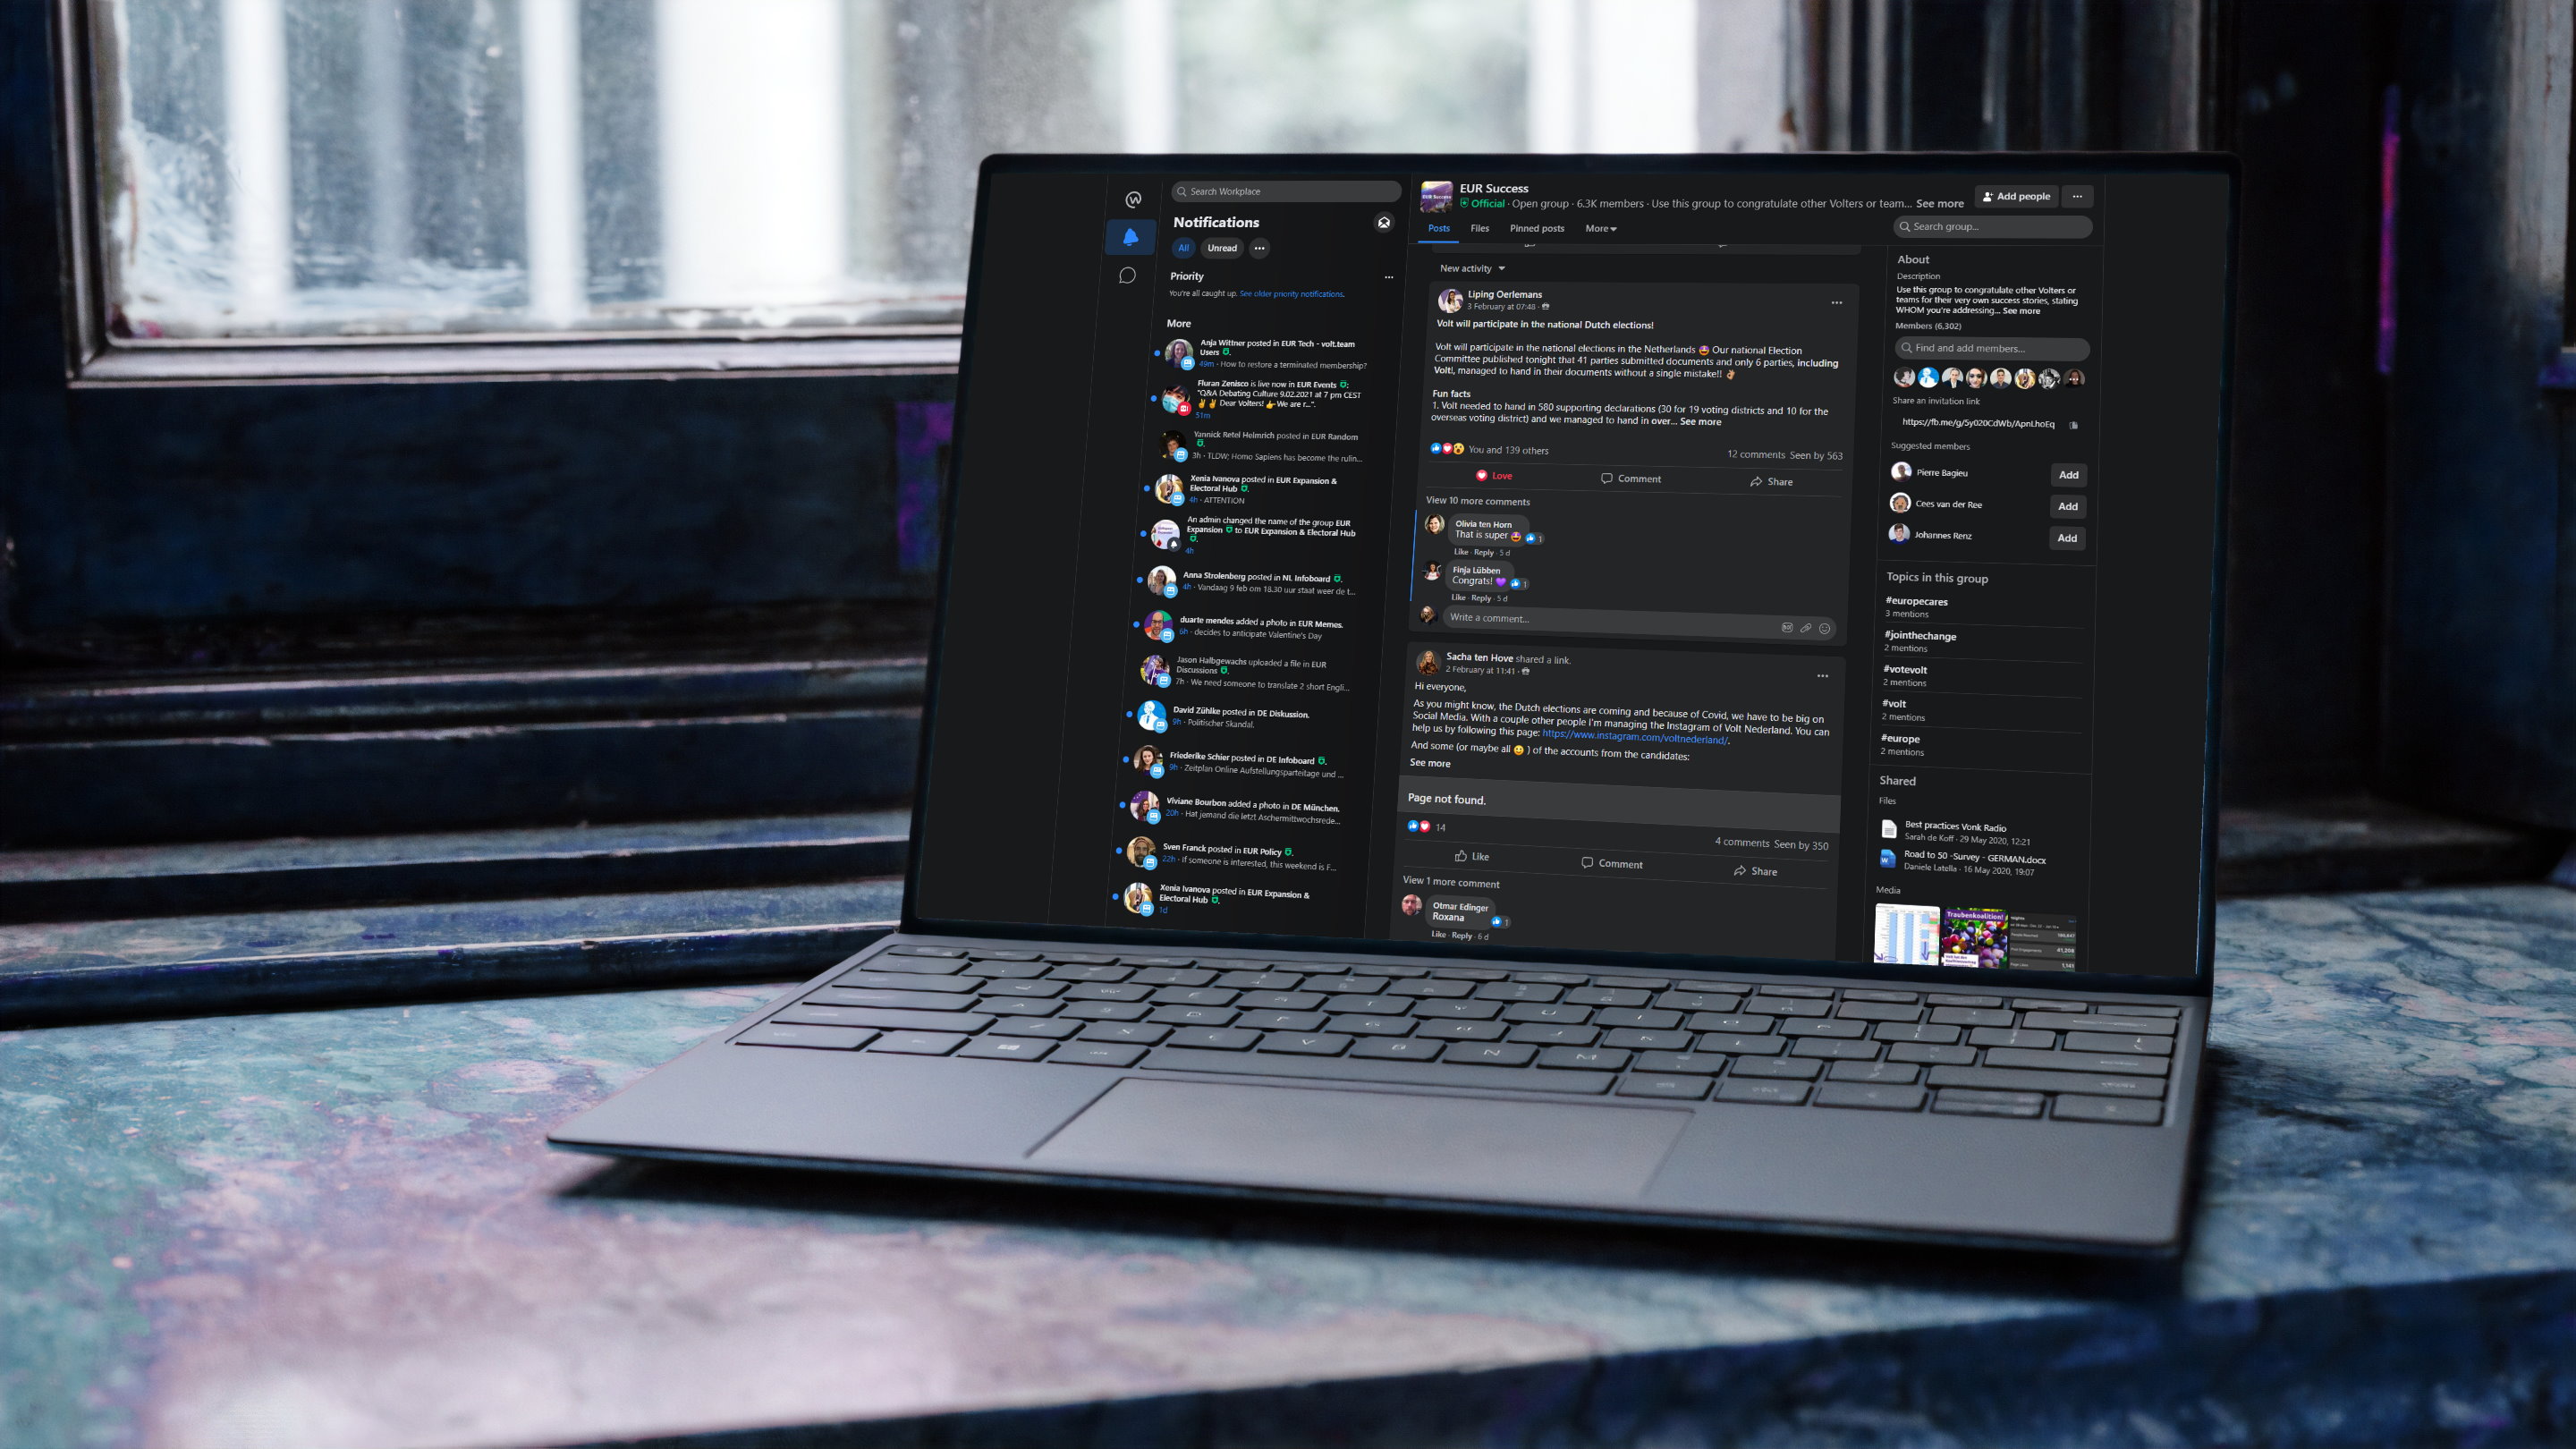 Search Workplace
Notifications
All
Unread
Priority
You're all caught up. See older priority notifications.
More
Anja Wittner posted in EUR Tech - volt.team
Users
49m · How to restore a terminated membership?
Fluran Zenisco is live now in EUR Events :
"Q&A Debating Culture 9.02.2021 at 7 pm CEST
✌✌ Dear Volters! 👉 We are r...".
51m
Yannick Retel Helmrich posted in EUR Random
3h · TLDW; Homo Sapiens has become the rulin...
Xenia Ivanova posted in EUR Expansion &
Electoral Hub .
4h · ATTENTION
An admin changed the name of the group EUR
Expansion to EUR Expansion & Electoral Hub
4h
Anna Strolenberg posted in NL Infoboard .
4h · Vandaag 9 feb om 18.30 uur staat weer de t...
duarte mendes added a photo in EUR Memes.
6h · decides to anticipate Valentine's Day
Jason Halbgewachs uploaded a file in EUR
Discussions .
7h · We need someone to translate 2 short Engli...
David Zühlke posted in DE Diskussion.
9h · Politischer Skandal.
Friederike Schier posted in DE Infoboard .
9h · Zeitplan Online Aufstellungsparteitage und ...
Viviane Bourbon added a photo in DE München.
20h · Hat jemand die letzt Aschermittwochsrede...
Sven Franck posted in EUR Policy .
22h · If someone is interested, this weekend is F...
Xenia Ivanova posted in EUR Expansion &
Electoral Hub .
1d
EUR Success
Official · Open group · 6.3K members · Use this group to congratulate other Volters or team... See more
Add people
Posts
Files
Pinned posts
More
Search group...
New activity
Liping Oerlemans
3 February at 07:48 ·
Volt will participate in the national Dutch elections!
Volt will participate in the national elections in the Netherlands 🤩 Our national Election
Committee published tonight that 41 parties submitted documents and only 6 parties, including
Volt!, managed to hand in their documents without a single mistake!! 👌
Fun facts
1. Volt needed to hand in 580 supporting declarations (30 for 19 voting districts and 10 for the
overseas voting district) and we managed to hand in over... See more
You and 139 others
12 comments Seen by 563
Love
Comment
Share
View 10 more comments
Olivia ten Horn
That is super 🤩 1
Like · Reply · 5 d
Finja Lübben
Congrats! 💜 1
Like · Reply · 5 d
Write a comment...
Sacha ten Hove shared a link.
2 February at 11:41 ·
Hi everyone,
As you might know, the Dutch elections are coming and because of Covid, we have to be big on
Social Media. With a couple other people I'm managing the Instagram of Volt Nederland. You can
help us by following this page: https://www.instagram.com/voltnederland/.
And some (or maybe all 😀 ) of the accounts from the candidates:
See more
Page not found.
14
4 comments Seen by 350
Like
Comment
Share
View 1 more comment
Otmar Edinger
Roxana
1
Like · Reply · 6 d
About
Description
Use this group to congratulate other Volters or
teams for their very own success stories, stating
WHOM you're addressing... See more
Members (6,302)
Find and add members...
Share an invitation link
https://fb.me/g/5y020CdWb/ApnLhoEq
Suggested members
Pierre Bagieu
Add
Cees van der Ree
Add
Johannes Renz
Add
Topics in this group
#europecares
3 mentions
#jointhechange
2 mentions
#votevolt
2 mentions
#volt
2 mentions
#europe
2 mentions
Shared
Files
Best practices Vonk Radio
Sarah de Koff · 29 May 2020, 12:21
Road to 50 -Survey - GERMAN.docx
Daniele Latella · 16 May 2020, 19:07
Media
Traubenkoalition!